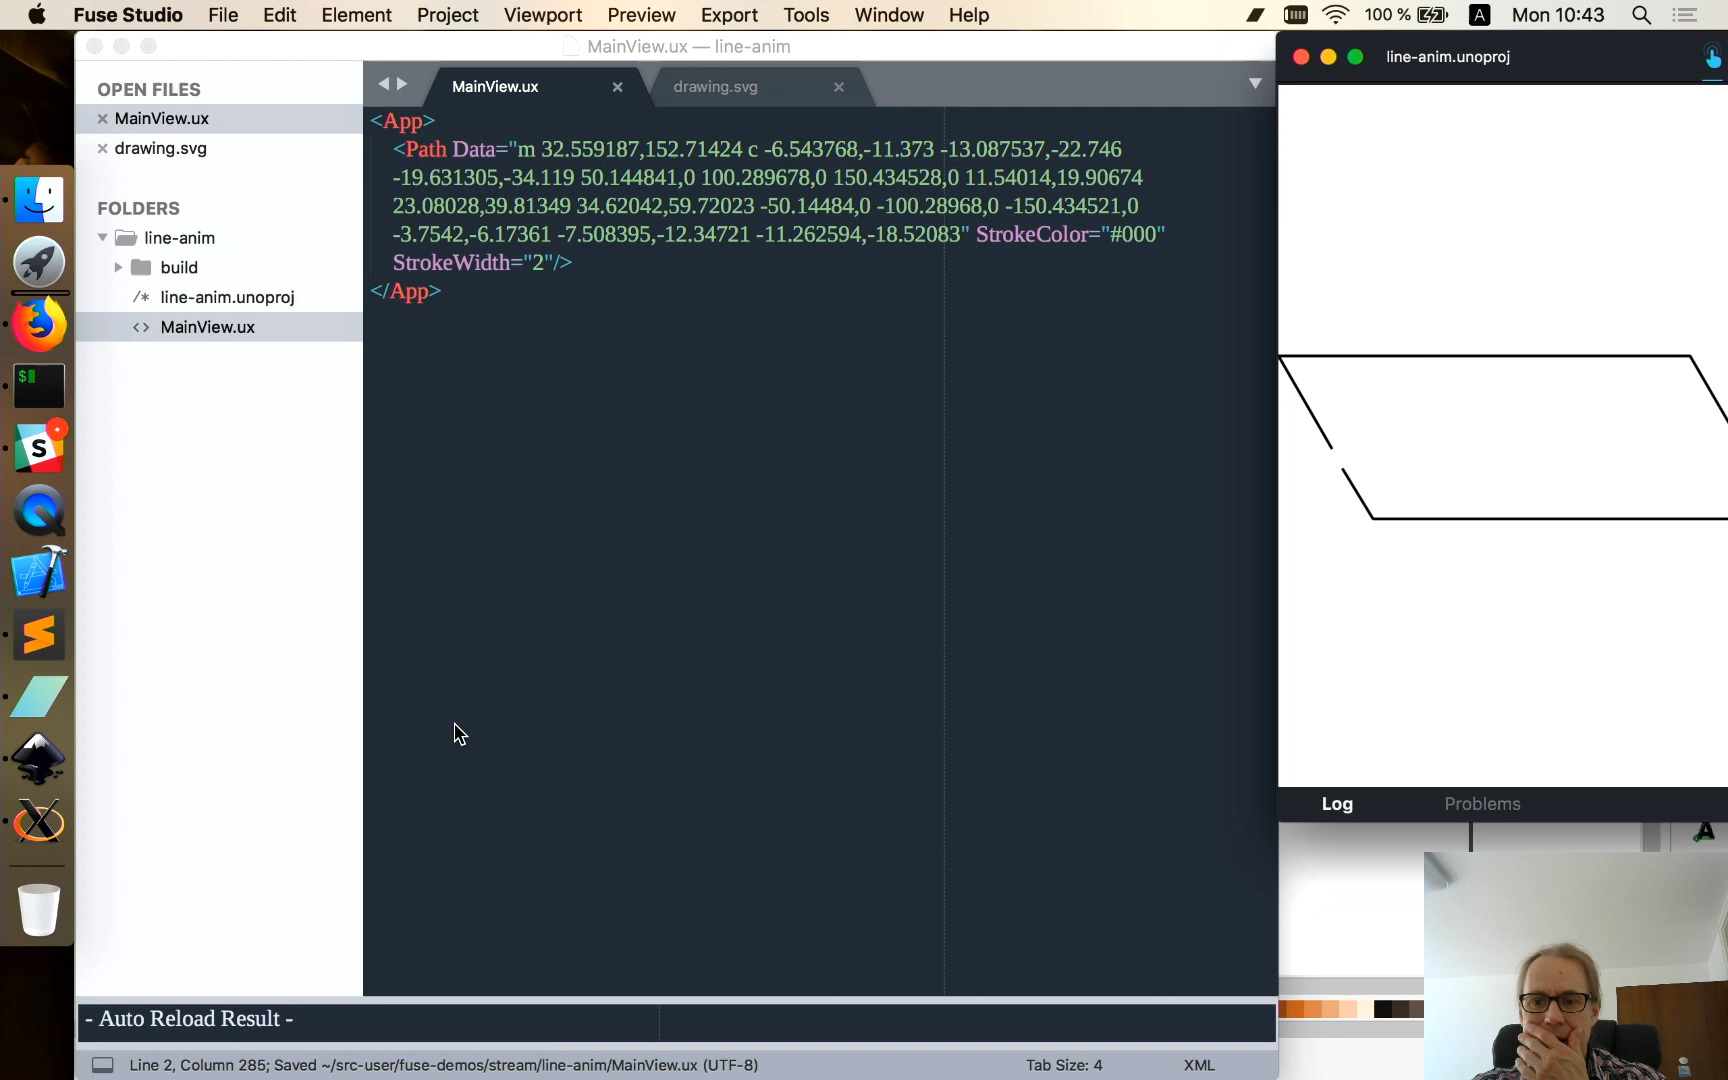 Fuse Studio File Edit Element Project Viewport Preview Export Tools Window Help
100 % A Mon 10:43
MainView.ux — line-anim
line-anim.unoproj
OPEN FILES
MainView.ux
drawing.svg
FOLDERS
line-anim
build
/* line-anim.unoproj
<> MainView.ux
MainView.ux
drawing.svg
<App>
<Path Data="m 32.559187,152.71424 c -6.543768,-11.373 -13.087537,-22.746
-19.631305,-34.119 50.144841,0 100.289678,0 150.434528,0 11.54014,19.90674
23.08028,39.81349 34.62042,59.72023 -50.14484,0 -100.28968,0 -150.434521,0
-3.7542,-6.17361 -7.508395,-12.34721 -11.262594,-18.52083" StrokeColor="#000"
StrokeWidth="2"/>
</App>
$
S
Log Problems
A
- Auto Reload Result -
Line 2, Column 285; Saved ~/src-user/fuse-demos/stream/line-anim/MainView.ux (UTF-8)
Tab Size: 4
XML